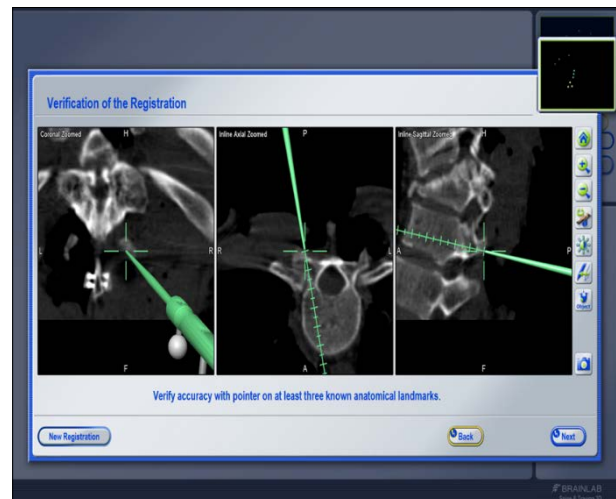 Verification of the Registration
Coronal Zoomed
H
L
R
F
Inline Axial Zoomed
P
R
L
A
Inline Sagittal Zoomed
H
A
P
F
Object
Verify accuracy with pointer on at least three known anatomical landmarks.
New Registration
Back
Next
BRAINLAB